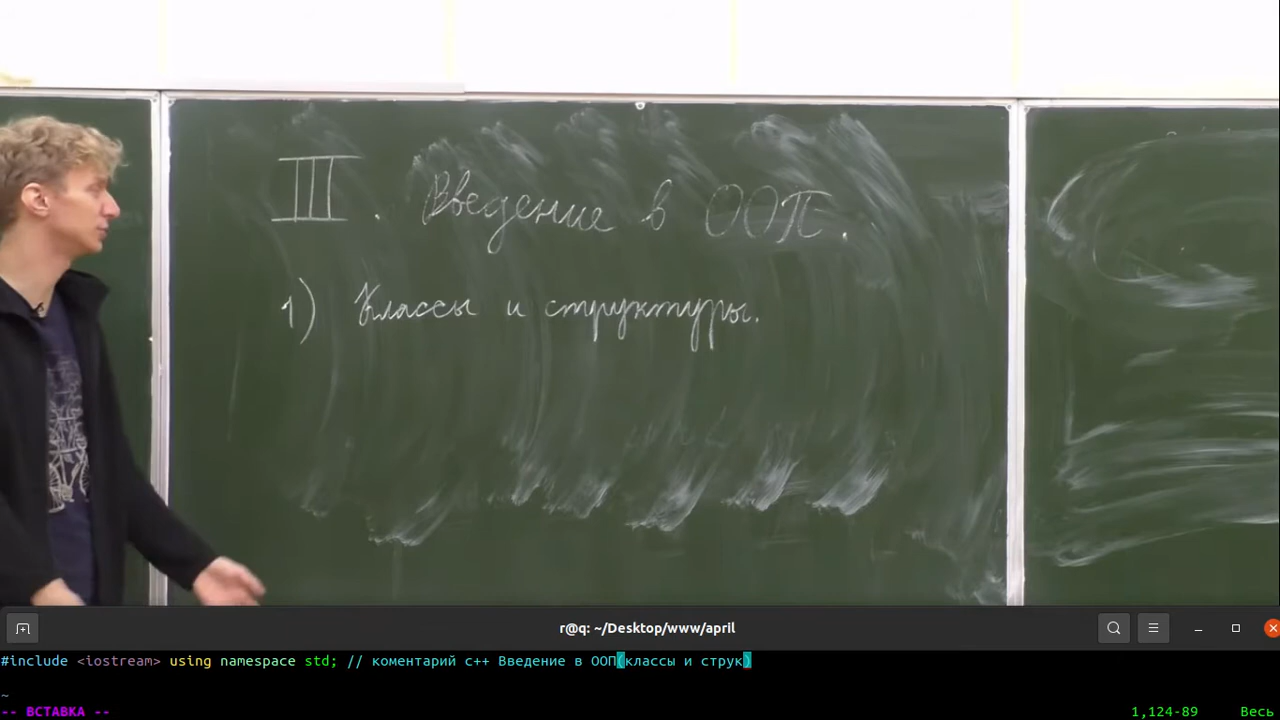 III. Введение в ООП.
1) Классы и структуры.
r@q: ~/Desktop/www/april
#include <iostream> using namespace std; // коментарий c++ Введение в ООП(классы и струк)
~
-- ВСТАВКА --
1,124-89 Весь